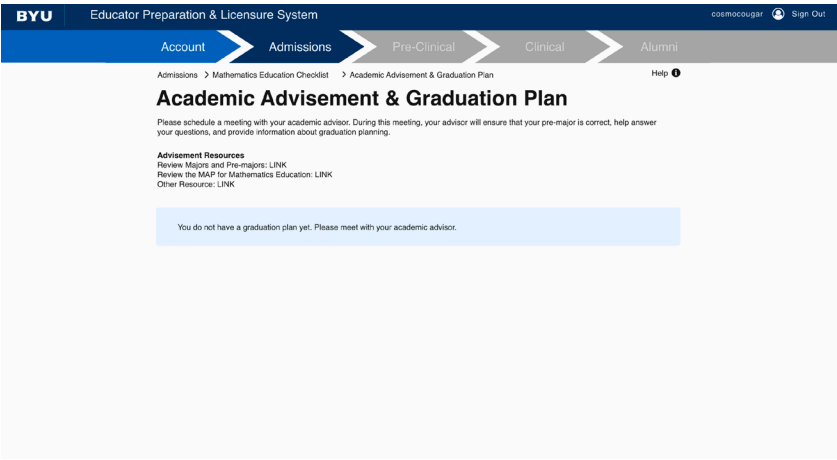 BYU Educator Preparation & Licensure System cosmocougar Sign Out
Account Admissions Pre-Clinical Clinical Alumni
Admissions > Mathematics Education Checklist > Academic Advisement & Graduation Plan Help i
Academic Advisement & Graduation Plan
Please schedule a meeting with your academic advisor. During this meeting, your advisor will ensure that your pre-major is correct, help answer
your questions, and provide information about graduation planning.
Advisement Resources
Review Majors and Pre-majors: LINK
Review the MAP for Mathematics Education: LINK
Other Resource: LINK
You do not have a graduation plan yet. Please meet with your academic advisor.